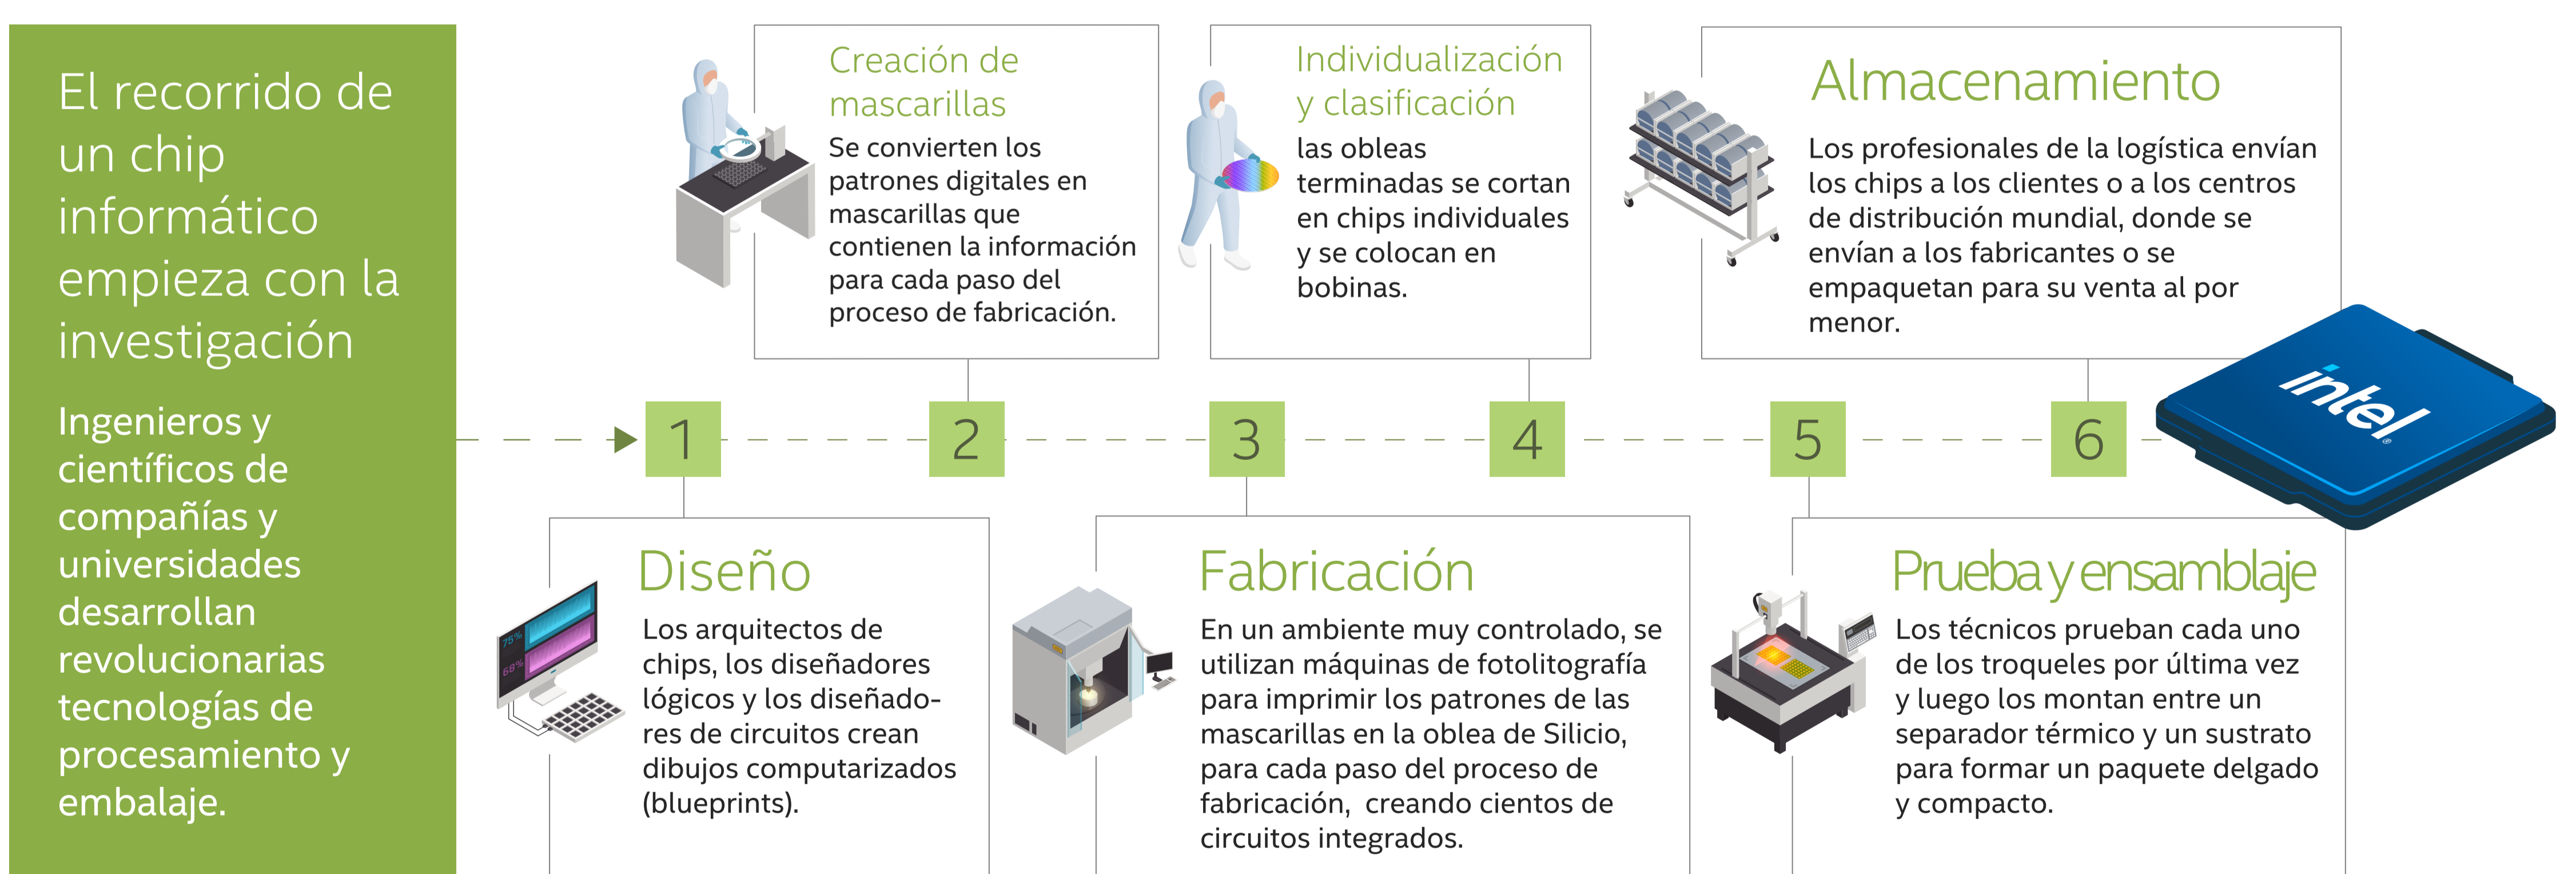 El recorrido de
un chip
informático
empieza con la
investigación
Ingenieros y
científicos de
compañías y
universidades
desarrollan
revolucionarias
tecnologías de
procesamiento y
embalaje.
1
Diseño
Los arquitectos de
chips, los diseñadores
lógicos y los diseñado-
res de circuitos crean
dibujos computarizados
(blueprints).
75%
68%
2
Creación de
mascarillas
Se convierten los
patrones digitales en
mascarillas que
contienen la información
para cada paso del
proceso de fabricación.
3
Fabricación
En un ambiente muy controlado, se
utilizan máquinas de fotolitografía
para imprimir los patrones de las
mascarillas en la oblea de Silicio,
para cada paso del proceso de
fabricación, creando cientos de
circuitos integrados.
4
Individualización
y clasificación
las obleas
terminadas se cortan
en chips individuales
y se colocan en
bobinas.
5
Prueba y ensamblaje
Los técnicos prueban cada uno
de los troqueles por última vez
y luego los montan entre un
separador térmico y un sustrato
para formar un paquete delgado
y compacto.
6
Almacenamiento
Los profesionales de la logística envían
los chips a los clientes o a los centros
de distribución mundial, donde se
envían a los fabricantes o se
empaquetan para su venta al por
menor.
intel®